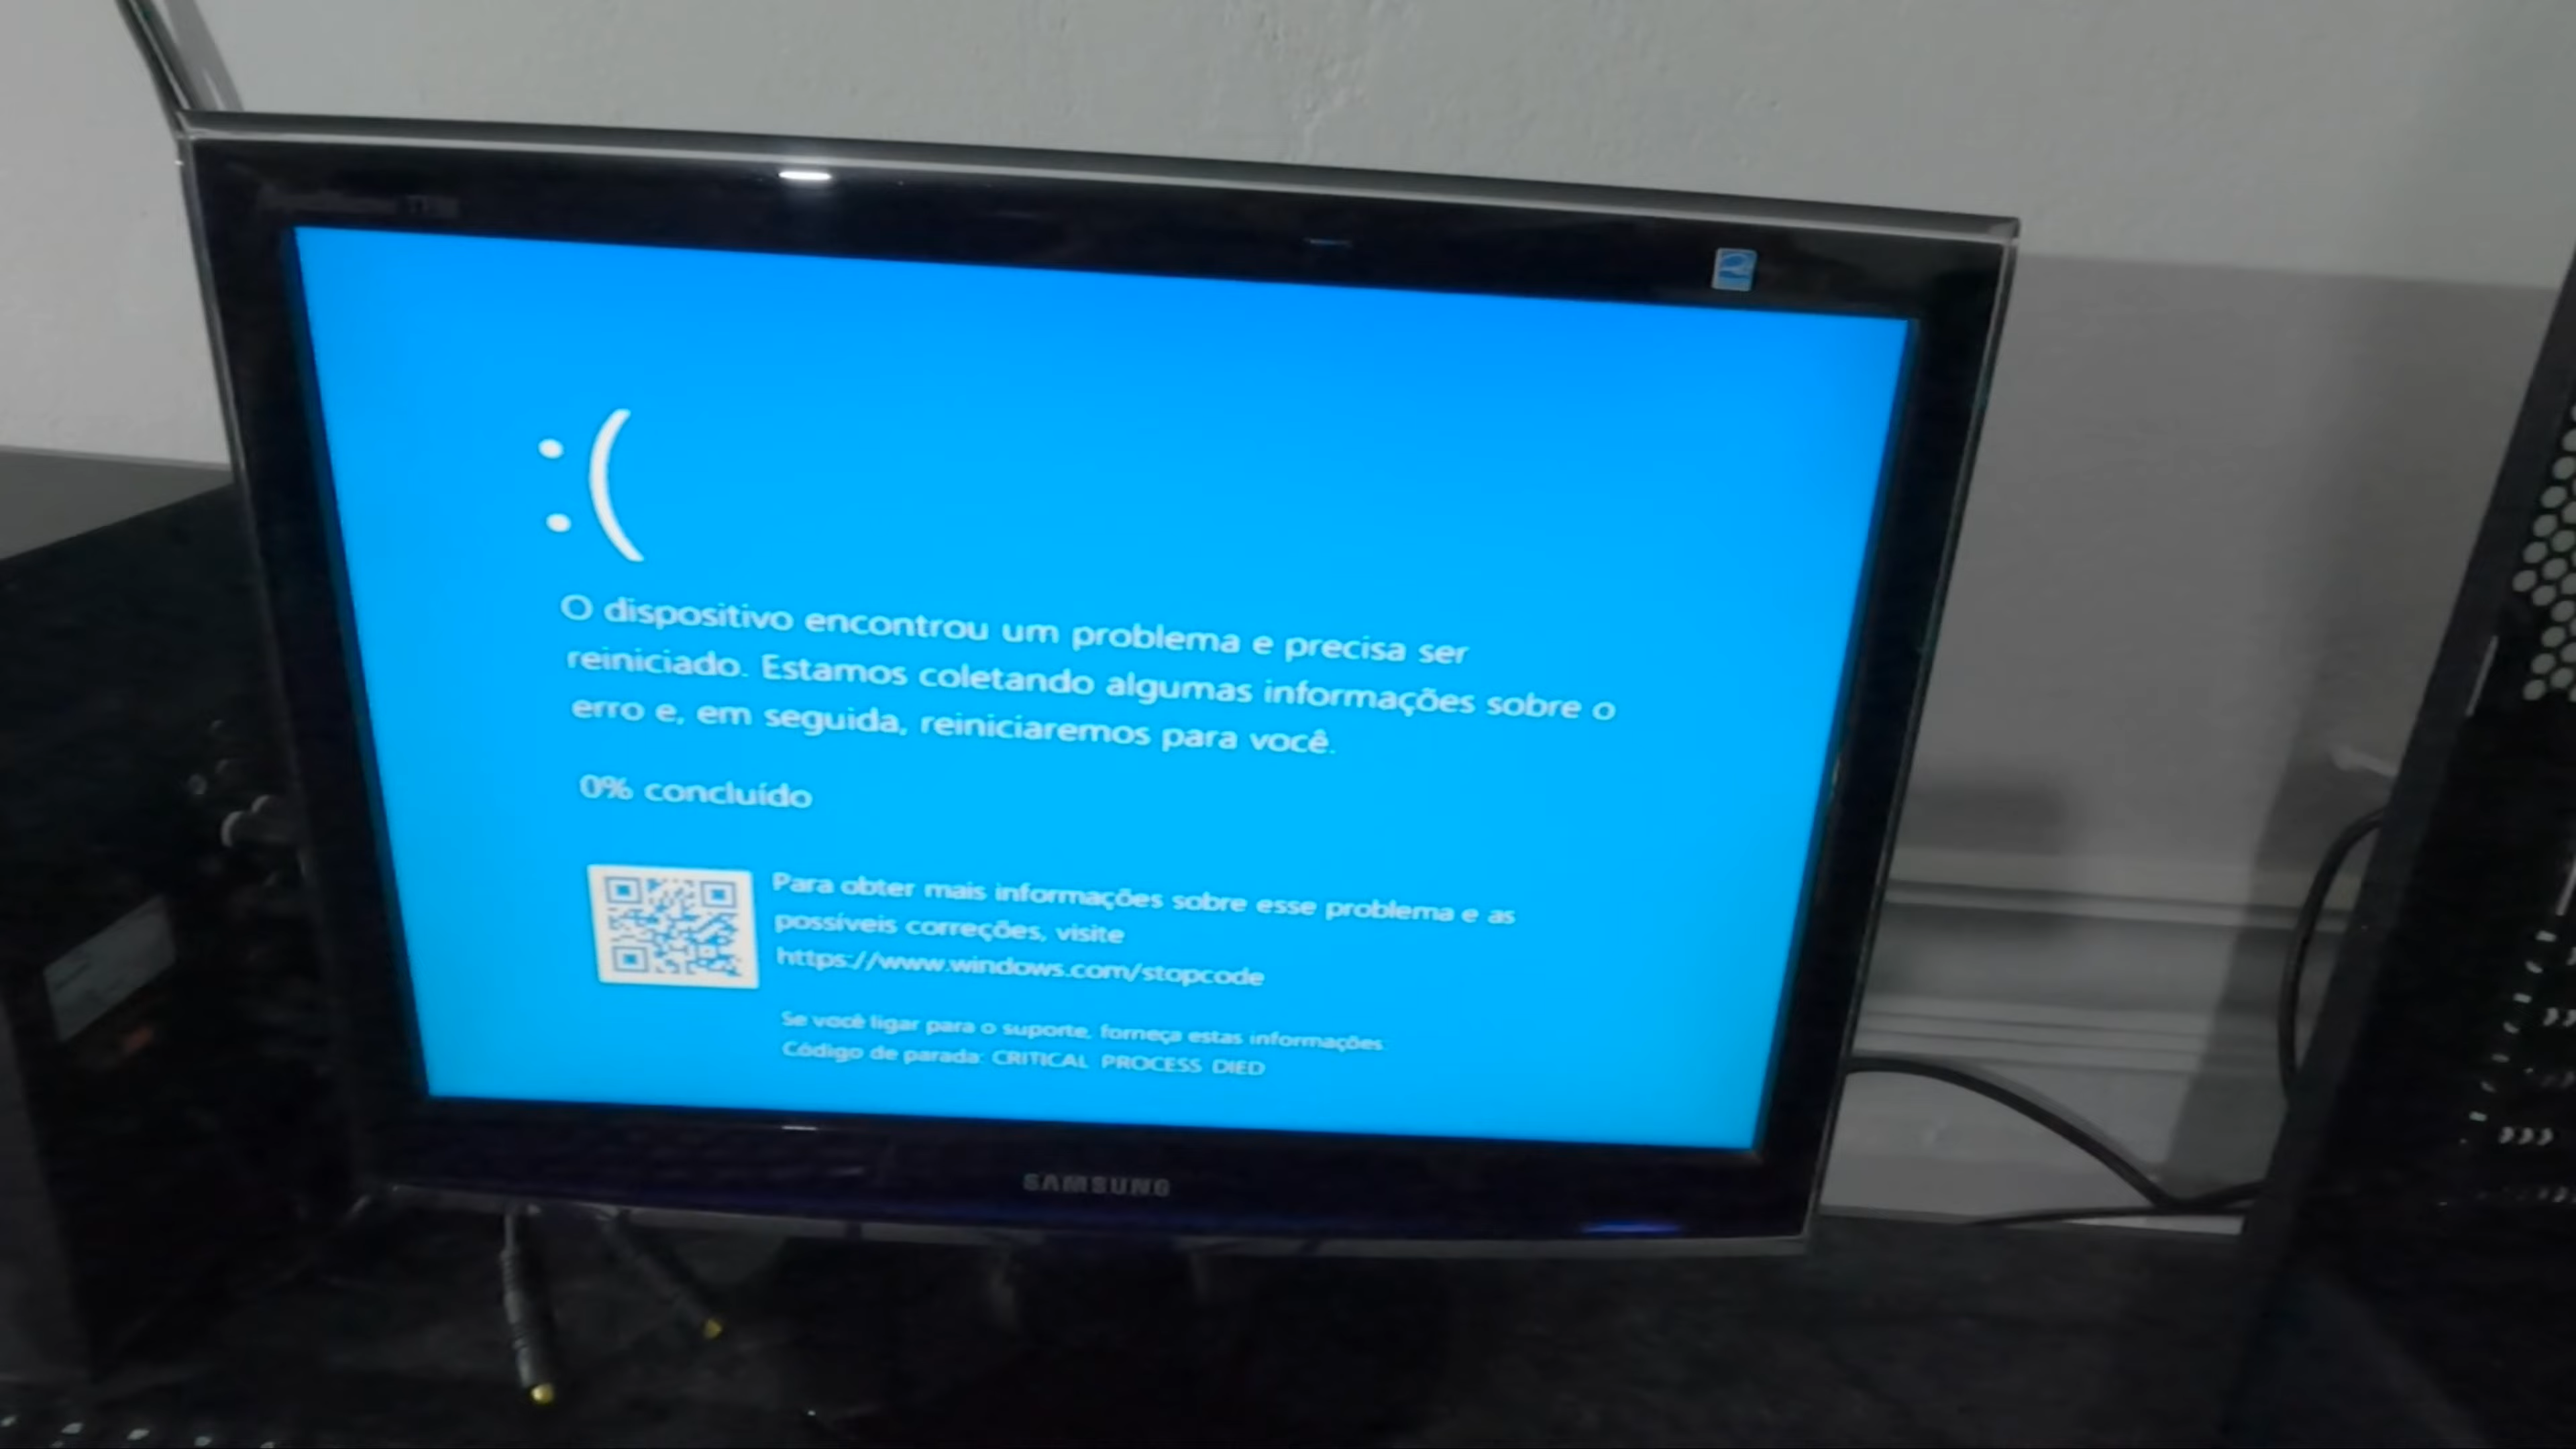 :(
O dispositivo encontrou um problema e precisa ser
reiniciado. Estamos coletando algumas informações sobre o
erro e, em seguida, reiniciaremos para você.
0% concluído
Para obter mais informações sobre esse problema e as
possíveis correções, visite
https://www.windows.com/stopcode
Se você ligar para o suporte, forneça estas informações:
Código de parada: CRITICAL PROCESS DIED
SAMSUNG